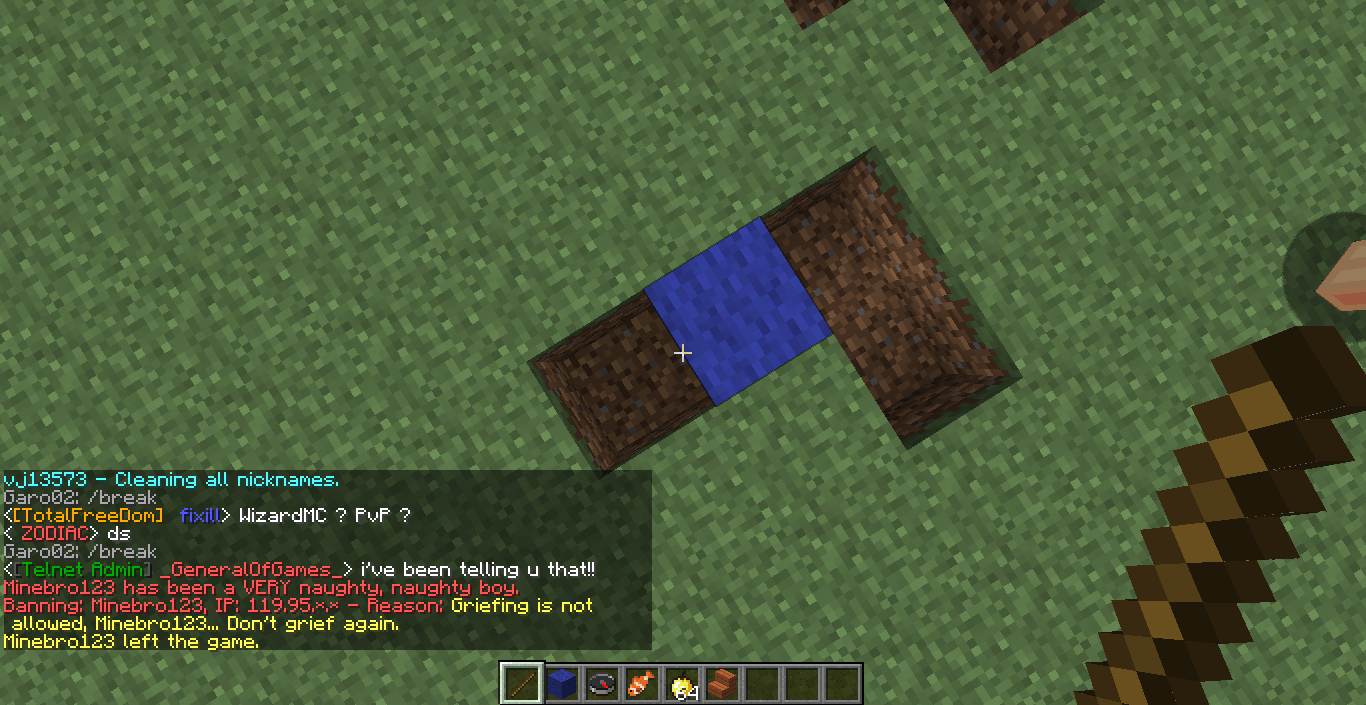 vj13573 - Cleaning all nicknames.
Garo02: /break
<[TotalFreeDom] fixill> WizardMC ? PvP ?
< ZODIAC> ds
Garo02: /break
<[Telnet Admin] _GeneralOfGames_> i've been telling u that!!
Minebro123 has been a VERY naughty, naughty boy.
Banning: Minebro123, IP: 119.95.*.* - Reason: Griefing is not
allowed, Minebro123... Don't grief again.
Minebro123 left the game.
64